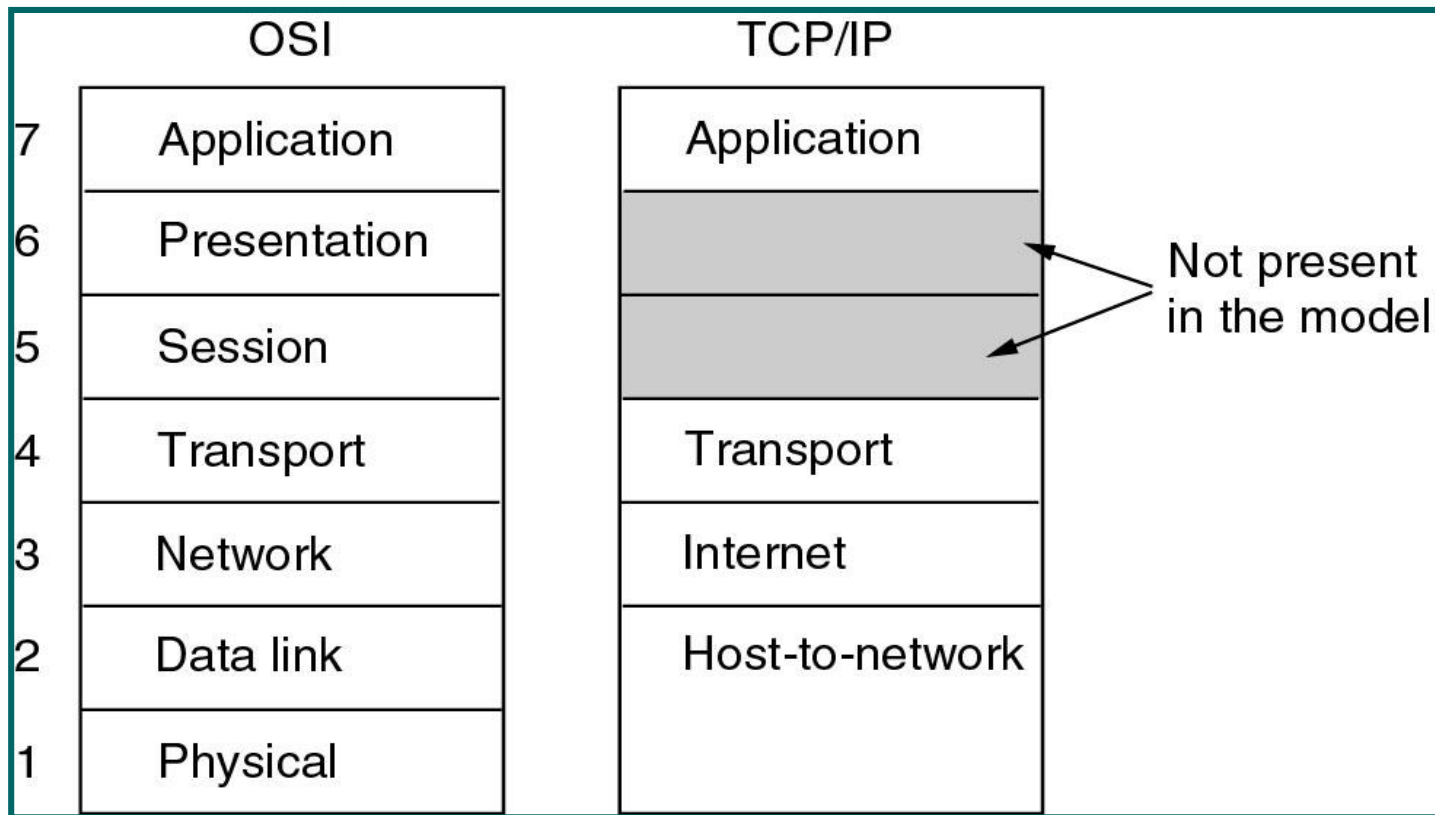 OSI
TCP/IP
7
Application
Application
6
Presentation
Not present
in the model
5
Session
4
Transport
Transport
3
Network
Internet
2
Data link
Host-to-network
1
Physical